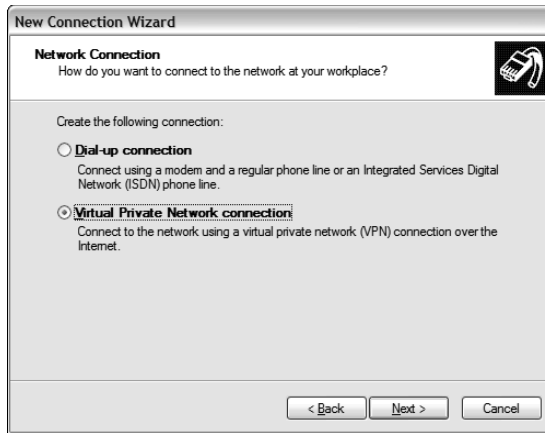 New Connection Wizard
Network Connection
How do you want to connect to the network at your workplace?
Create the following connection:
Dial-up connection
Connect using a modem and a regular phone line or an Integrated Services Digital
Network (ISDN) phone line.
Virtual Private Network connection
Connect to the network using a virtual private network (VPN) connection over the
Internet.
< Back Next > Cancel